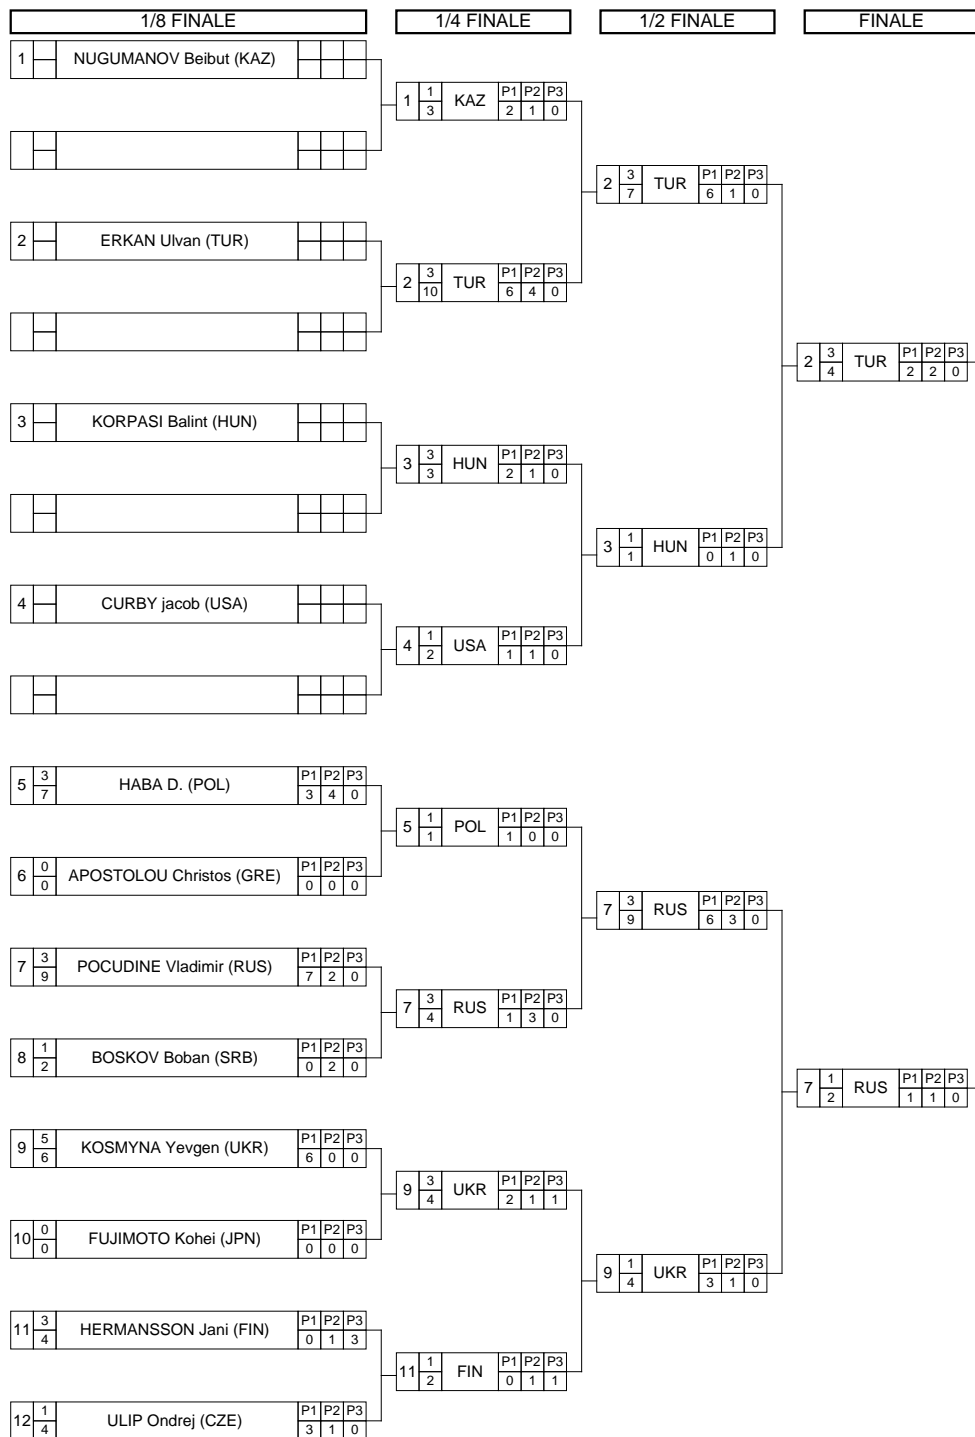 1/8 FINALE 1/4 FINALE 1/2 FINALE FINALE
1 NUGUMANOV Beibut (KAZ)
1 1 3 KAZ P1 P2 P3 2 1 0
2 3 7 TUR P1 P2 P3 6 1 0
2 ERKAN Ulvan (TUR)
2 3 10 TUR P1 P2 P3 6 4 0
2 3 4 TUR P1 P2 P3 2 2 0
3 KORPASI Balint (HUN)
3 3 3 HUN P1 P2 P3 2 1 0
3 1 1 HUN P1 P2 P3 0 1 0
4 CURBY jacob (USA)
4 1 2 USA P1 P2 P3 1 1 0
5 3 7 HABA D. (POL) P1 P2 P3 3 4 0
5 1 1 POL P1 P2 P3 1 0 0
6 0 0 APOSTOLOU Christos (GRE) P1 P2 P3 0 0 0
7 3 9 RUS P1 P2 P3 6 3 0
7 3 9 POCUDINE Vladimir (RUS) P1 P2 P3 7 2 0
7 3 4 RUS P1 P2 P3 1 3 0
8 1 2 BOSKOV Boban (SRB) P1 P2 P3 0 2 0
7 1 2 RUS P1 P2 P3 1 1 0
9 5 6 KOSMYNA Yevgen (UKR) P1 P2 P3 6 0 0
9 3 4 UKR P1 P2 P3 2 1 1
10 0 0 FUJIMOTO Kohei (JPN) P1 P2 P3 0 0 0
9 1 4 UKR P1 P2 P3 3 1 0
11 3 4 HERMANSSON Jani (FIN) P1 P2 P3 0 1 3
11 1 2 FIN P1 P2 P3 0 1 1
12 1 4 ULIP Ondrej (CZE) P1 P2 P3 3 1 0